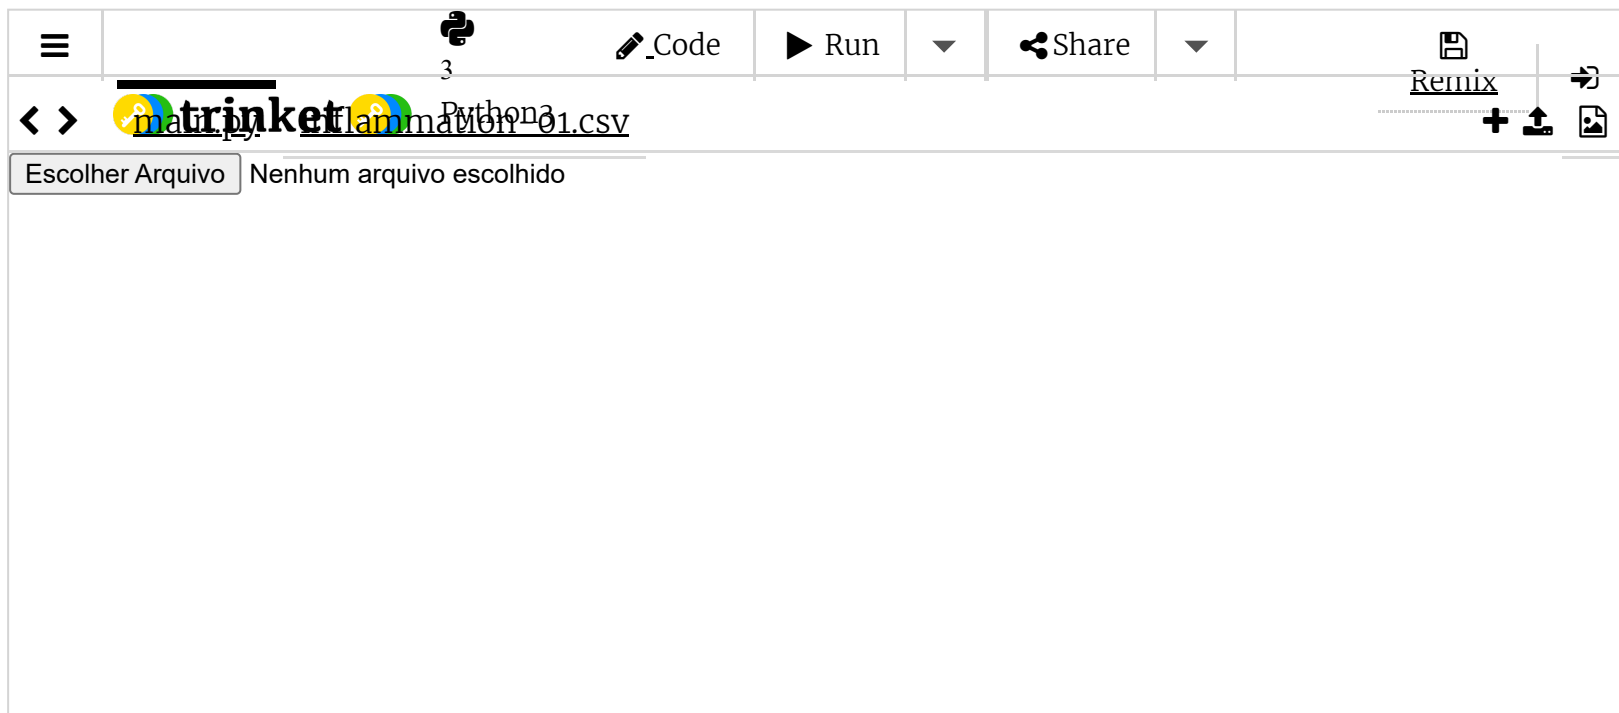 Code Run Share
3
Remix
trinket
main.py inflammation-01.csv
Python3
Escolher Arquivo Nenhum arquivo escolhido